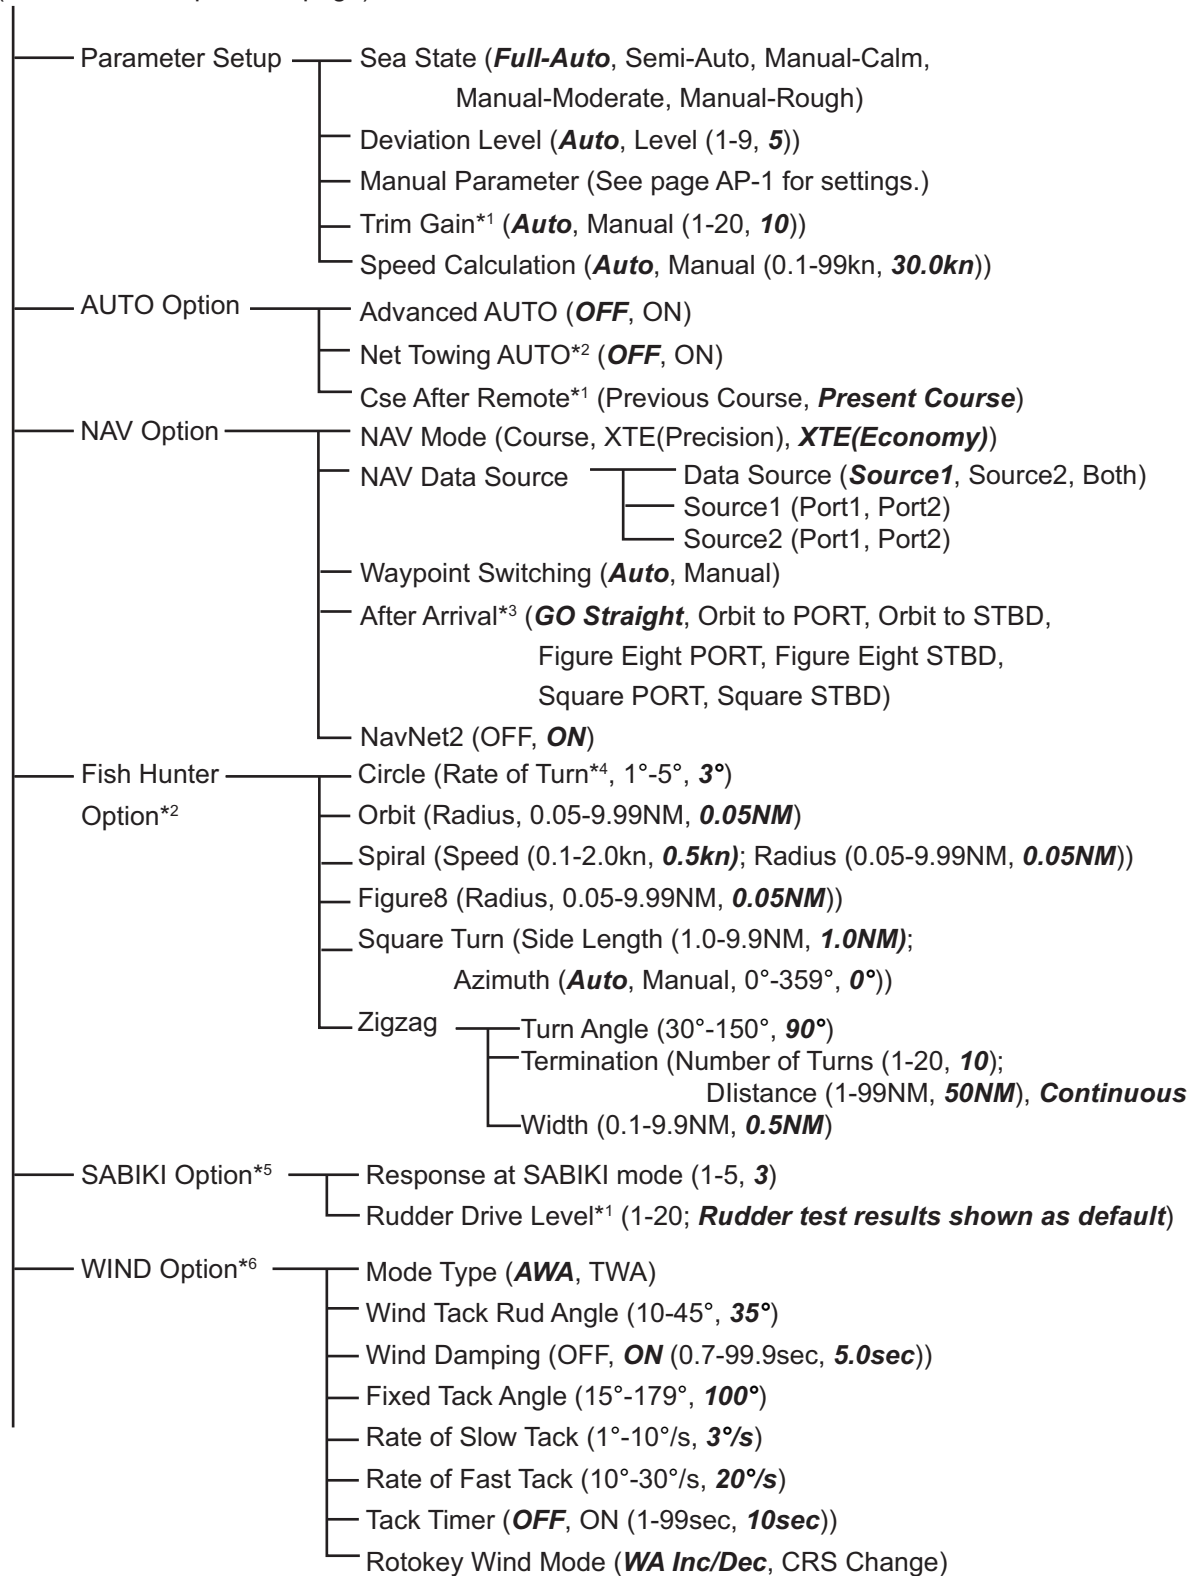 Parameter Setup
Sea State (Full-Auto, Semi-Auto, Manual-Calm,
Manual-Moderate, Manual-Rough)
Deviation Level (Auto, Level (1-9, 5))
Manual Parameter (See page AP-1 for settings.)
Trim Gain*1 (Auto, Manual (1-20, 10))
Speed Calculation (Auto, Manual (0.1-99kn, 30.0kn))
AUTO Option
Advanced AUTO (OFF, ON)
Net Towing AUTO*2 (OFF, ON)
Cse After Remote*1 (Previous Course, Present Course)
NAV Option
NAV Mode (Course, XTE(Precision), XTE(Economy))
NAV Data Source
Data Source (Source1, Source2, Both)
Source1 (Port1, Port2)
Source2 (Port1, Port2)
Waypoint Switching (Auto, Manual)
After Arrival*3 (GO Straight, Orbit to PORT, Orbit to STBD,
Figure Eight PORT, Figure Eight STBD,
Square PORT, Square STBD)
NavNet2 (OFF, ON)
Fish Hunter
Option*2
Circle (Rate of Turn*4, 1°-5°, 3°)
Orbit (Radius, 0.05-9.99NM, 0.05NM)
Spiral (Speed (0.1-2.0kn, 0.5kn); Radius (0.05-9.99NM, 0.05NM))
Figure8 (Radius, 0.05-9.99NM, 0.05NM))
Square Turn (Side Length (1.0-9.9NM, 1.0NM);
Azimuth (Auto, Manual, 0°-359°, 0°))
Zigzag
Turn Angle (30°-150°, 90°)
Termination (Number of Turns (1-20, 10);
DIistance (1-99NM, 50NM), Continuous
Width (0.1-9.9NM, 0.5NM)
SABIKI Option*5
Response at SABIKI mode (1-5, 3)
Rudder Drive Level*1 (1-20; Rudder test results shown as default)
WIND Option*6
Mode Type (AWA, TWA)
Wind Tack Rud Angle (10-45°, 35°)
Wind Damping (OFF, ON (0.7-99.9sec, 5.0sec))
Fixed Tack Angle (15°-179°, 100°)
Rate of Slow Tack (1°-10°/s, 3°/s)
Rate of Fast Tack (10°-30°/s, 20°/s)
Tack Timer (OFF, ON (1-99sec, 10sec))
Rotokey Wind Mode (WA Inc/Dec, CRS Change)